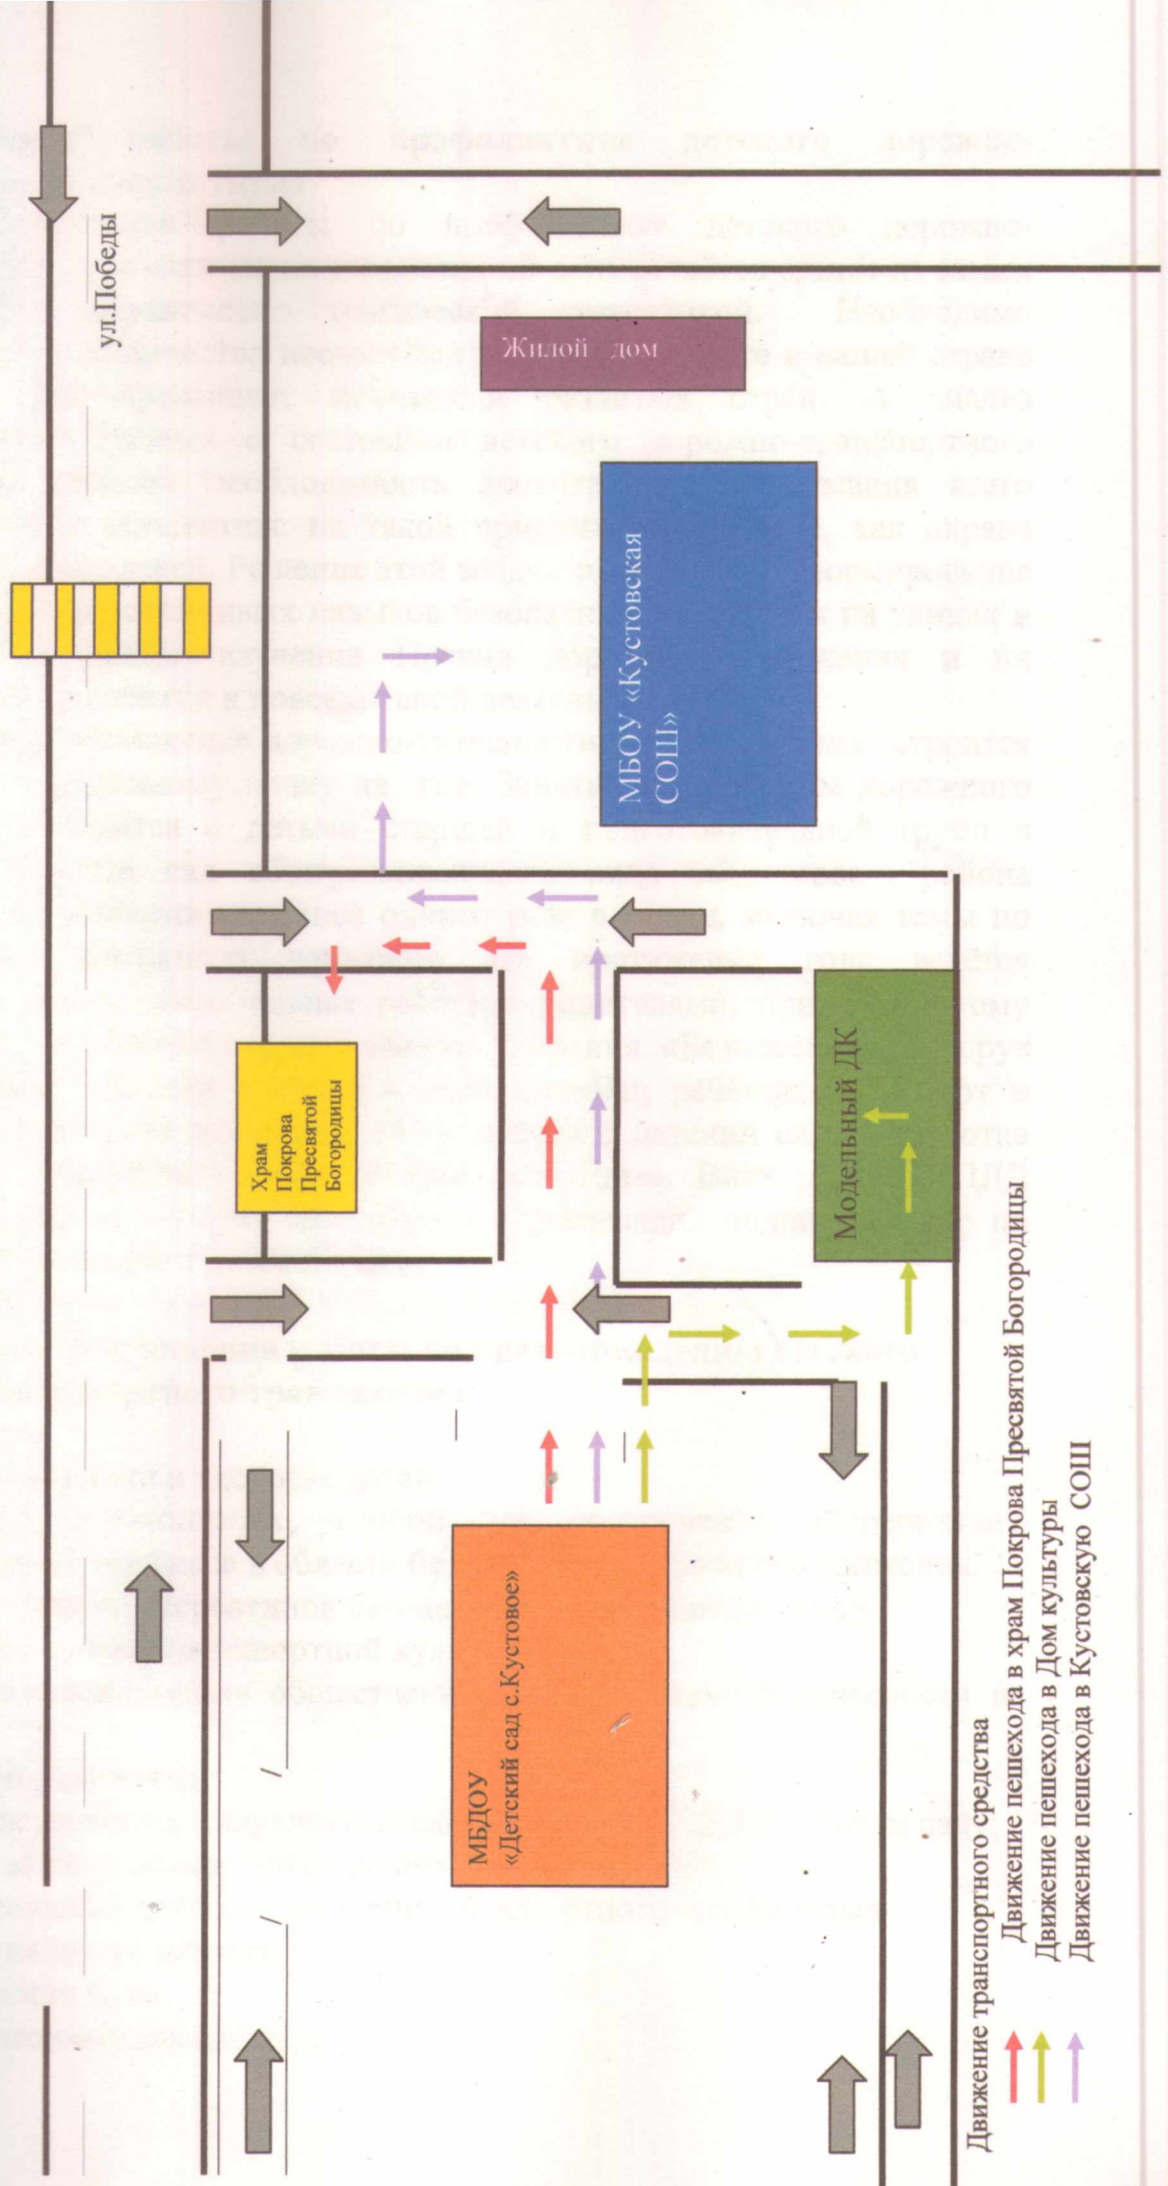 ул.Победы
Жилой дом
МБОУ «Кустовская
СОШ»
Храм
Покрова
Пресвятой
Богородицы
Модельный ДК
МБДОУ
«Детский сад с.Кустовое»
Движение транспортного средства
Движение пешехода в храм Покрова Пресвятой Богородицы
Движение пешехода в Дом культуры
Движение пешехода в Кустовскую СОШ